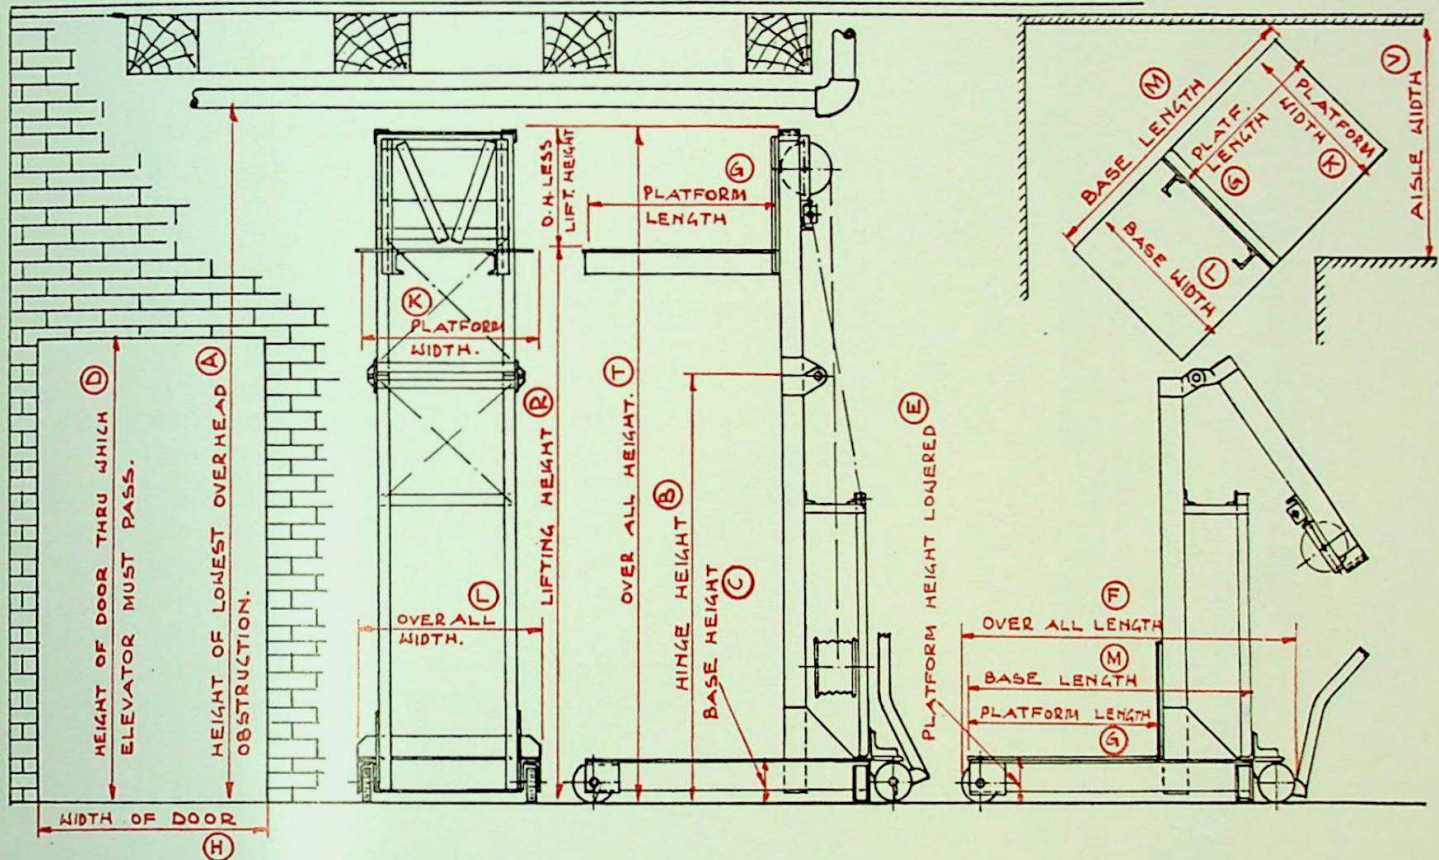 HEIGHT OF DOOR THRU WHICH
ELEVATOR MUST PASS.
D
HEIGHT OF LOWEST OVERHEAD
OBSTRUCTION.
A
WIDTH OF DOOR
H
K
PLATFORM
WIDTH.
L
OVER ALL
WIDTH.
LIFTING HEIGHT R
O.H. LESS
LIFT. HEIGHT
G
PLATFORM
LENGTH
OVER ALL HEIGHT. T
HINGE HEIGHT B
BASE HEIGHT
C
PLATFORM HEIGHT LOWERED E
F
OVER ALL LENGTH
M
BASE LENGTH
PLATFORM LENGTH
G
BASE LENGTH M
PLATF.
LENGTH
G
PLATFORM
WIDTH K
BASE WIDTH
L
AISLE WIDTH V